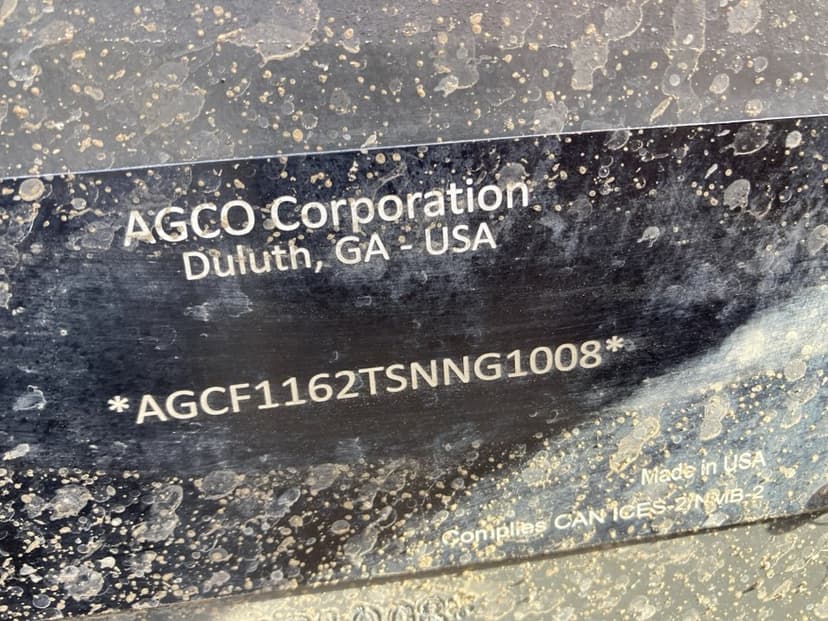 AGCO Corporation
Duluth, GA - USA
*AGCF1162TSNNG1008*
Made in USA
Complies CAN ICES-2/NMB-2